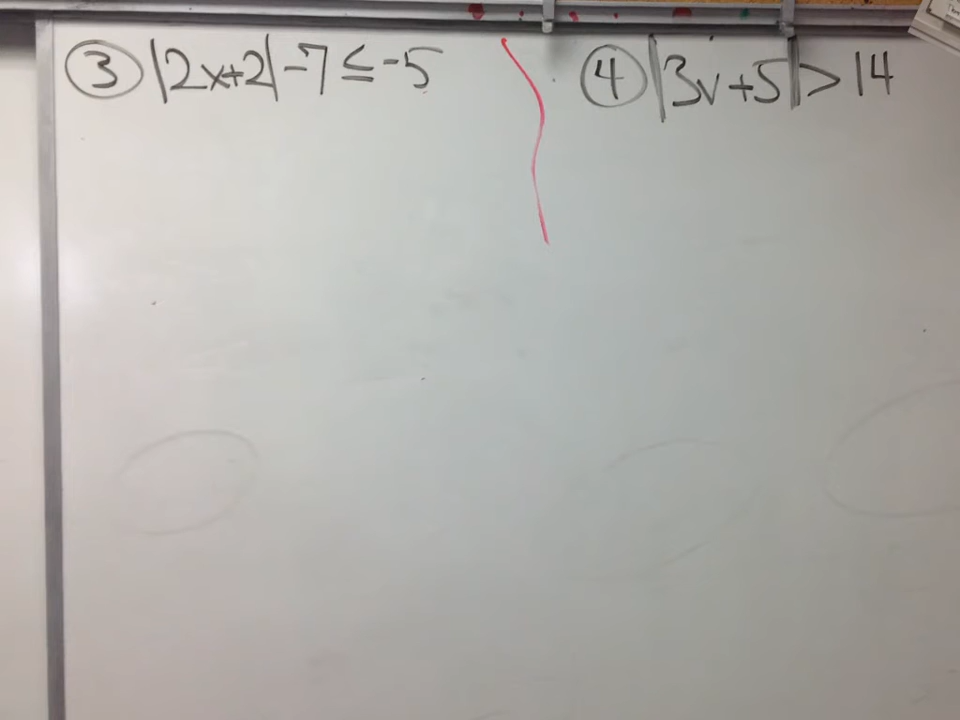 ③ |2x+2| -7 ≤ -5
④ |3v+5| > 14